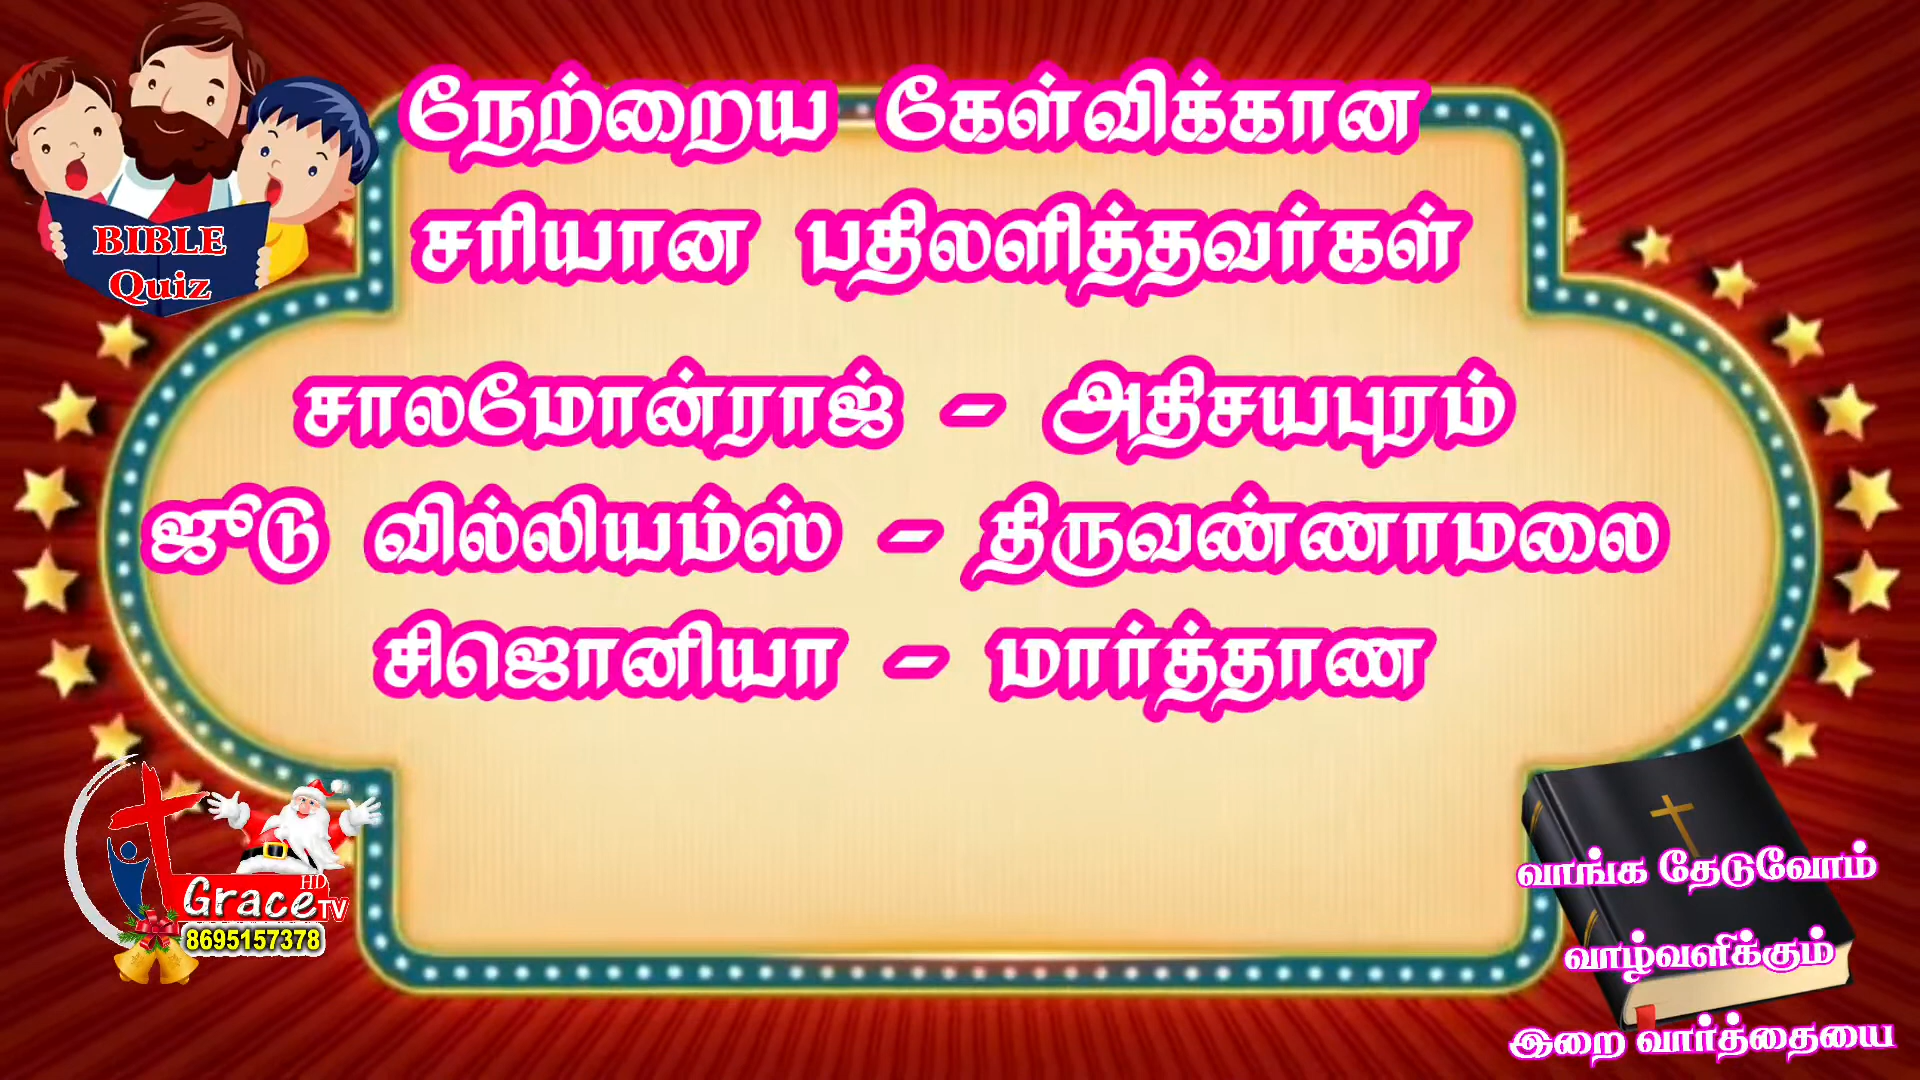 நேற்றைய கேள்விக்கான
சரியான பதிலளித்தவர்கள்
BIBLE
Quiz
சாலமோன்ராஜ் - அதிசயபுரம்
ஜூடு வில்லியம்ஸ் - திருவண்ணாமலை
சிஜொனியா - மார்த்தாண
Grace HD TV
8695157378
வாங்க தேடுவோம்
வாழ்வளிக்கும்
இறை வார்த்தையை